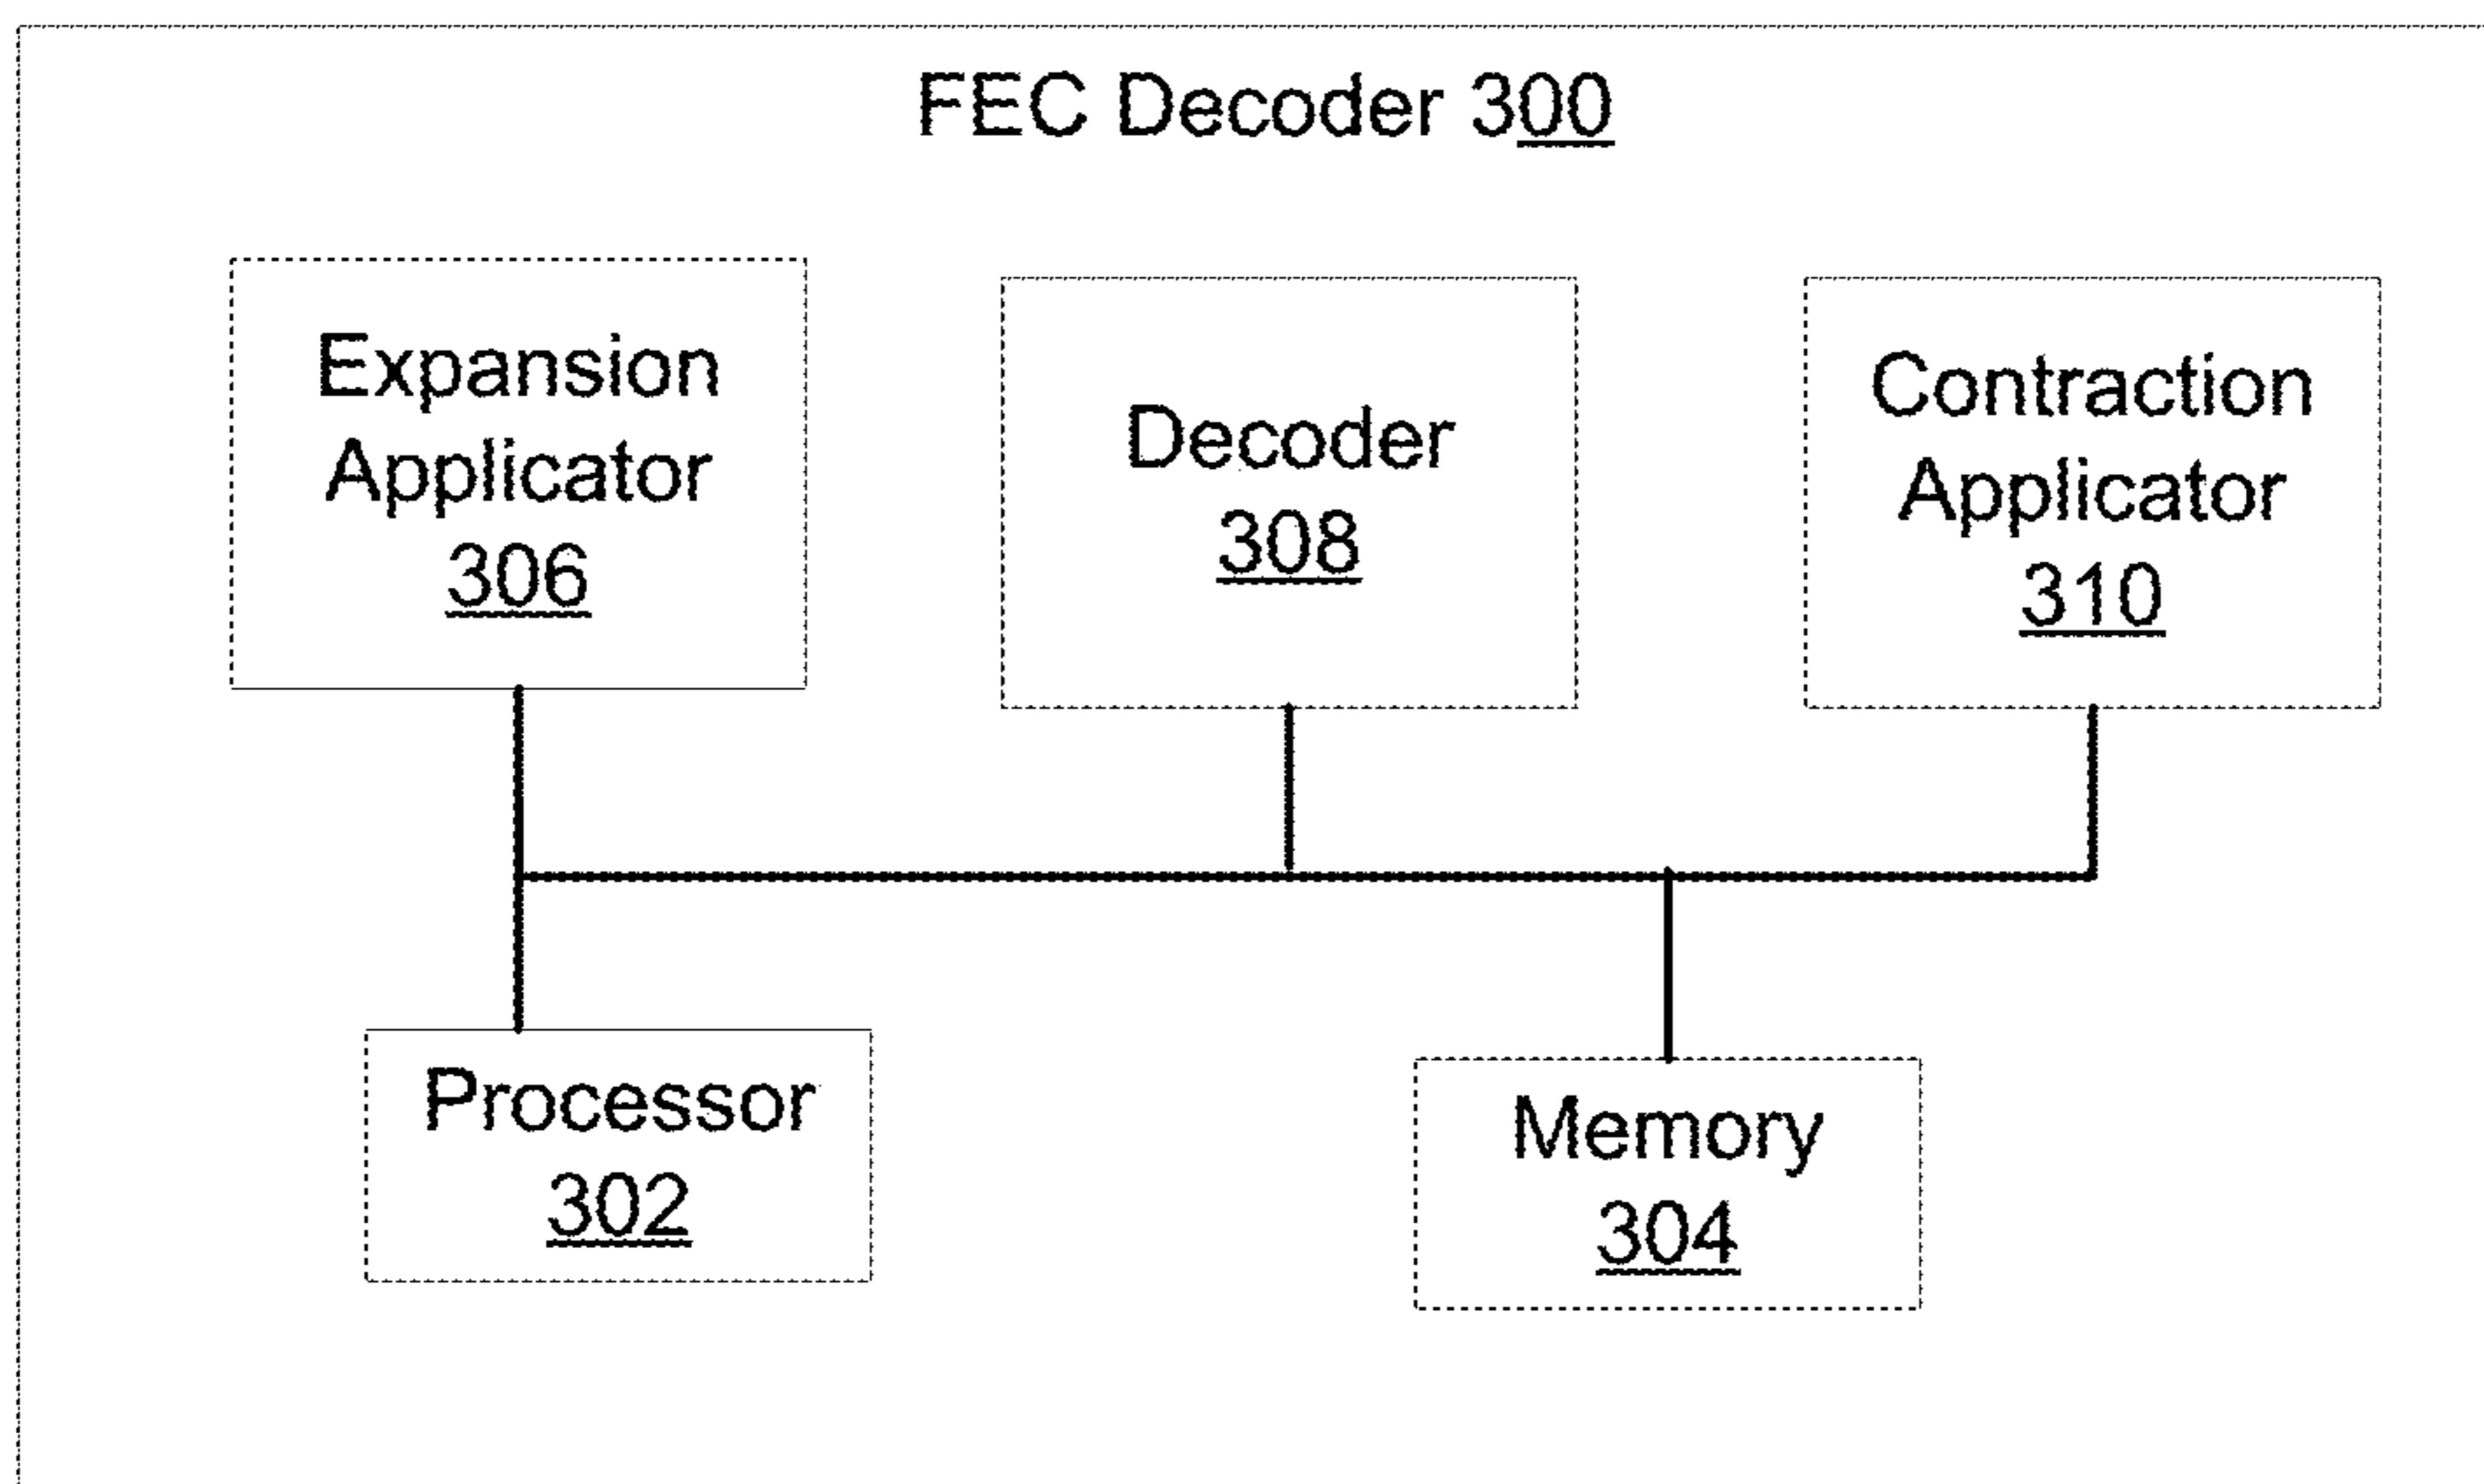 FEC Decoder 300
Expansion
Applicator
306
Decoder
308
Contraction
Applicator
310
Processor
302
Memory
304